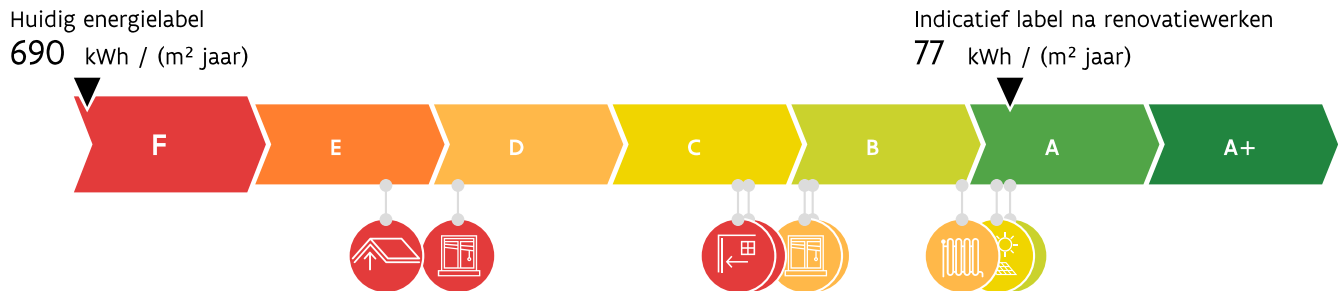 Huidig energielabel
690 kWh / (m² jaar)
Indicatief label na renovatiewerken
77 kWh / (m² jaar)
F E D C B A A+